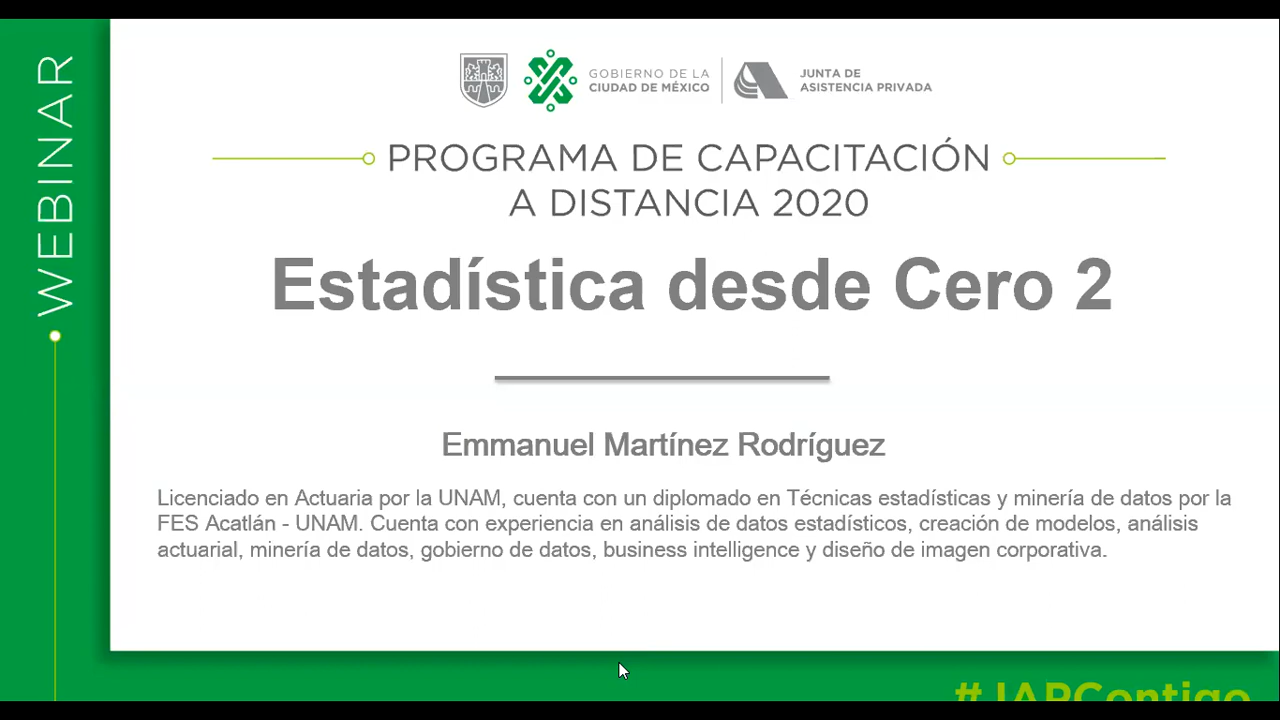 WEBINAR
GOBIERNO DE LA
CIUDAD DE MÉXICO
JUNTA DE
ASISTENCIA PRIVADA
PROGRAMA DE CAPACITACIÓN
A DISTANCIA 2020
Estadística desde Cero 2
Emmanuel Martínez Rodríguez
Licenciado en Actuaria por la UNAM, cuenta con un diplomado en Técnicas estadísticas y minería de datos por la
FES Acatlán - UNAM. Cuenta con experiencia en análisis de datos estadísticos, creación de modelos, análisis
actuarial, minería de datos, gobierno de datos, business intelligence y diseño de imagen corporativa.
#JAPContigo